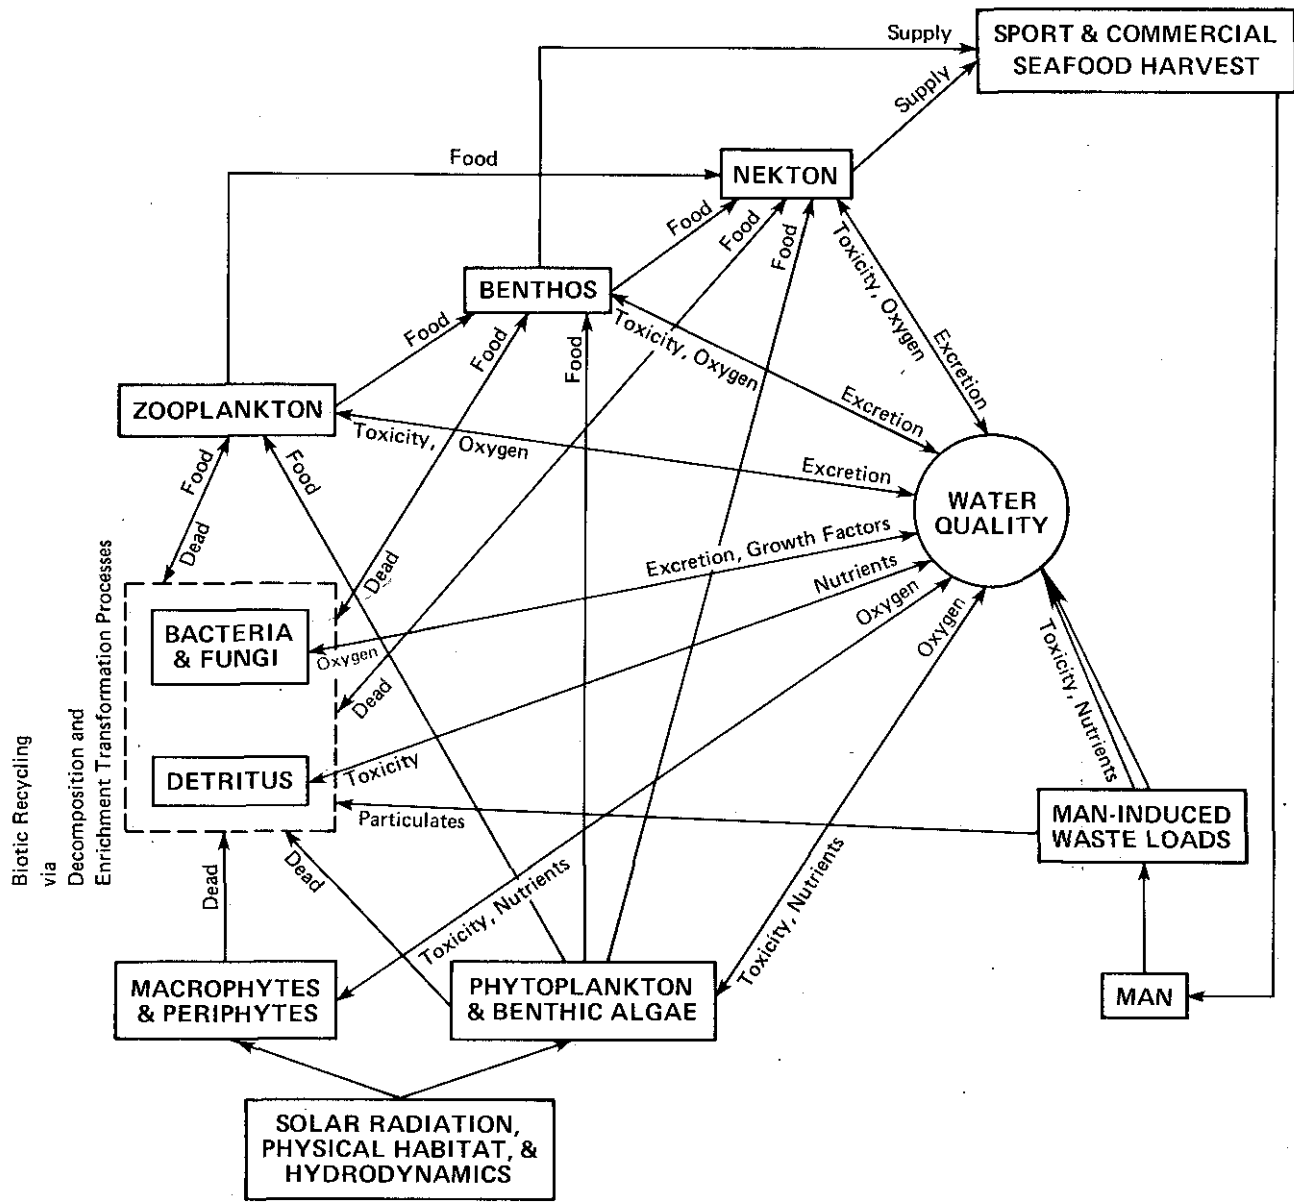 Supply
SPORT & COMMERCIAL
SEAFOOD HARVEST
Supply
Food
NEKTON
Food
Food
Food
Toxicity, Oxygen
Excretion
BENTHOS
Food
Food
Food
Toxicity, Oxygen
Excretion
ZOOPLANKTON
Toxicity, Oxygen
Excretion
Food
Dead
Food
WATER
QUALITY
Excretion, Growth Factors
Nutrients
Oxygen
Oxygen
Dead
BACTERIA
& FUNGI
Oxygen
Dead
Toxicity, Nutrients
DETRITUS
Toxicity
Particulates
MAN-INDUCED
WASTE LOADS
Biotic Recycling
via
Decomposition and
Enrichment Transformation Processes
Dead
Dead
Toxicity, Nutrients
Toxicity, Nutrients
MACROPHYTES
& PERIPHYTES
PHYTOPLANKTON
& BENTHIC ALGAE
MAN
SOLAR RADIATION,
PHYSICAL HABITAT, &
HYDRODYNAMICS